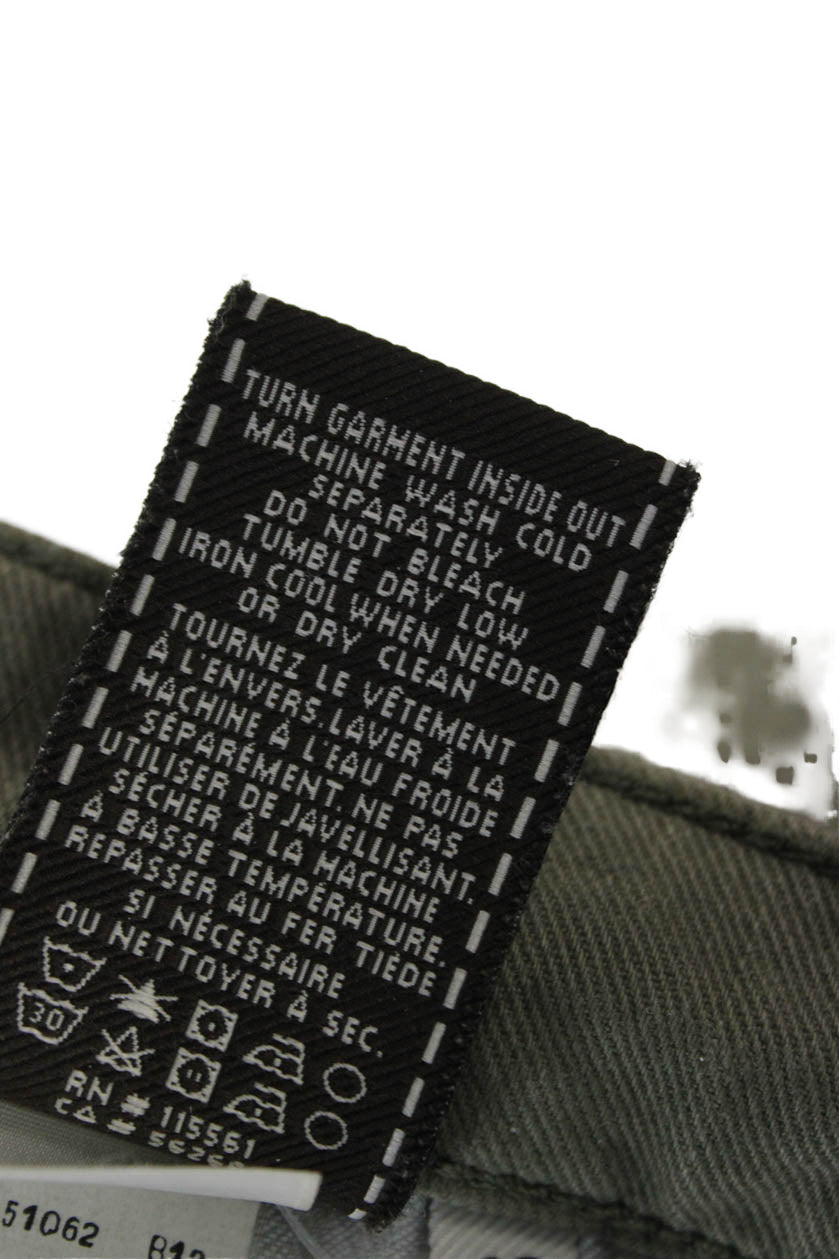 TURN GARMENT INSIDE OUT
MACHINE WASH COLD
SEPARATELY
DO NOT BLEACH
TUMBLE DRY LOW
IRON COOL WHEN NEEDED
OR DRY CLEAN
TOURNEZ LE VÊTEMENT
À L'ENVERS. LAVER À LA
MACHINE À L'EAU FROIDE
SÉPARÉMENT. NE PAS
UTILISER DE JAVELLISANT.
SÉCHER À LA MACHINE
À BASSE TEMPÉRATURE.
REPASSER AU FER TIÈDE
SI NÉCESSAIRE
OU NETTOYER À SEC.
30
RN # 115561
CA #
51062